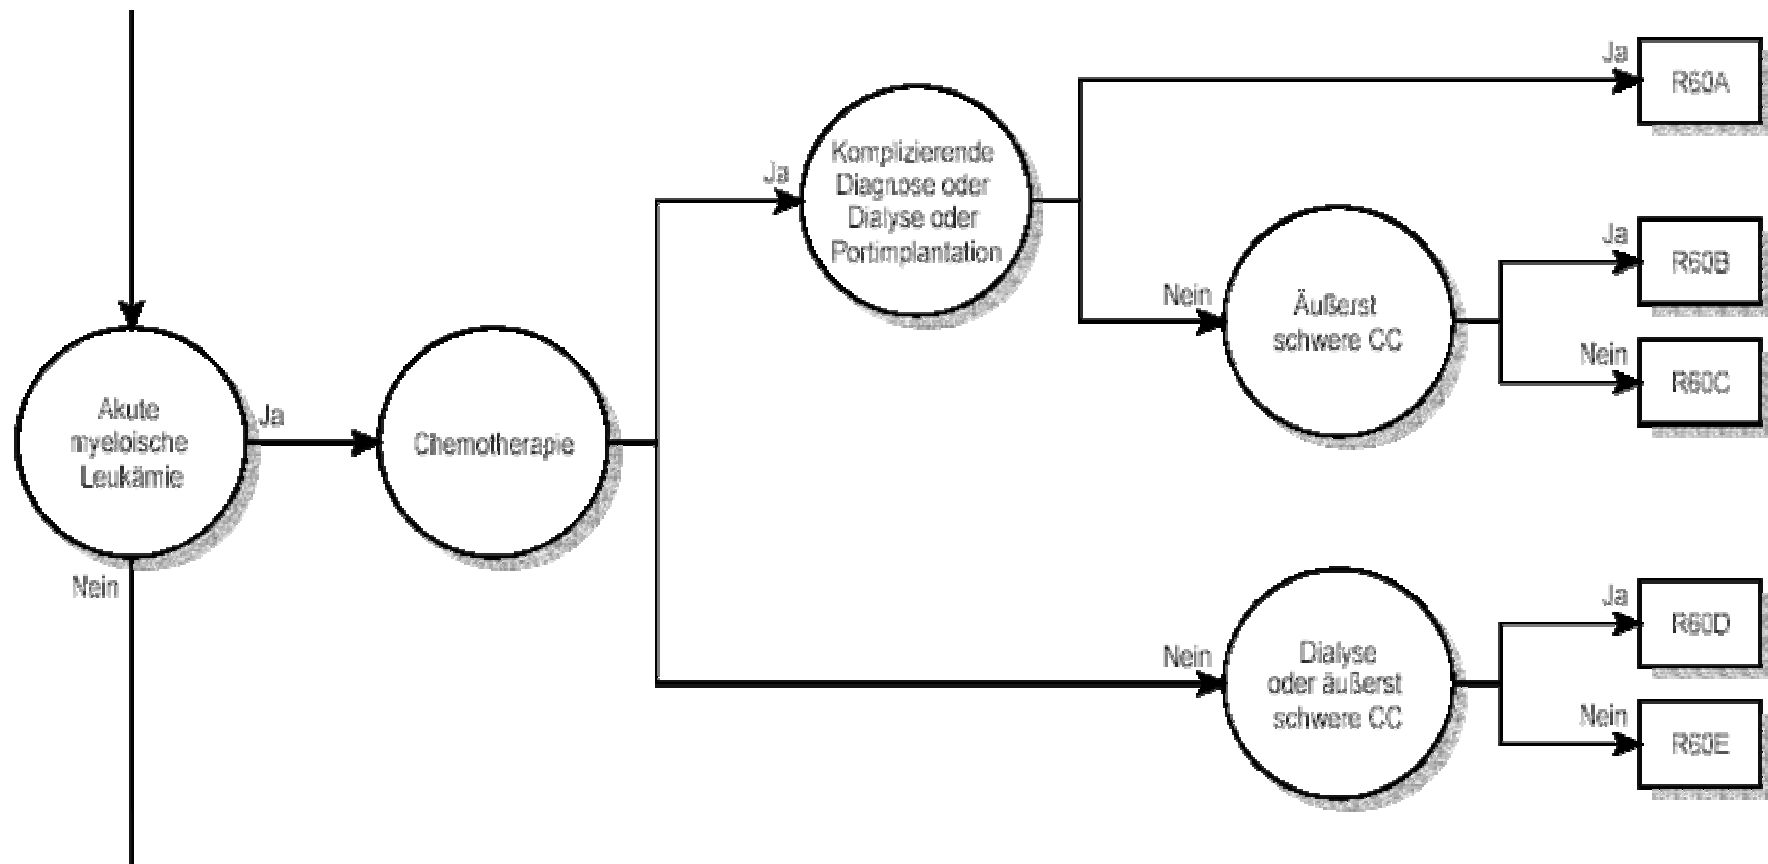 Ja
R60A
Komplizierende
Diagnose oder
Dialyse oder
Portimplantation
Ja
Ja
R60B
Nein
Äußerst
schwere CC
Nein
R60C
Akute
myeloische
Leukämie
Ja
Chemotherapie
Nein
Ja
R60D
Nein
Dialyse
oder äußerst
schwere CC
Nein
R60E